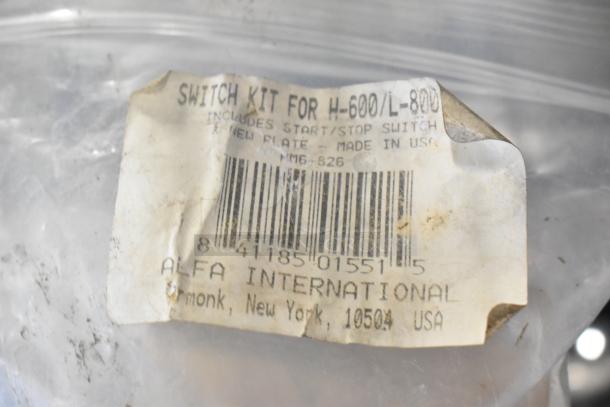 SWITCH KIT FOR H-600/L-800
INCLUDES START/STOP SWITCH
& NEW PLATE - MADE IN USA
MM6-826
8 41185 01551 5
ALFA INTERNATIONAL
Armonk, New York, 10504 USA